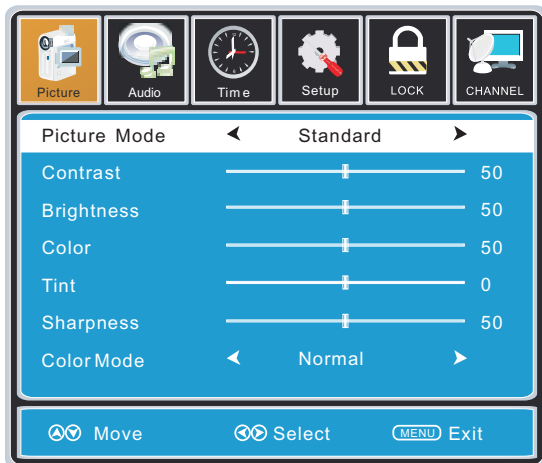 Picture Audio Time Setup LOCK CHANNEL
Picture Mode Standard
Contrast 50
Brightness 50
Color 50
Tint 0
Sharpness 50
Color Mode Normal
Move Select MENU Exit